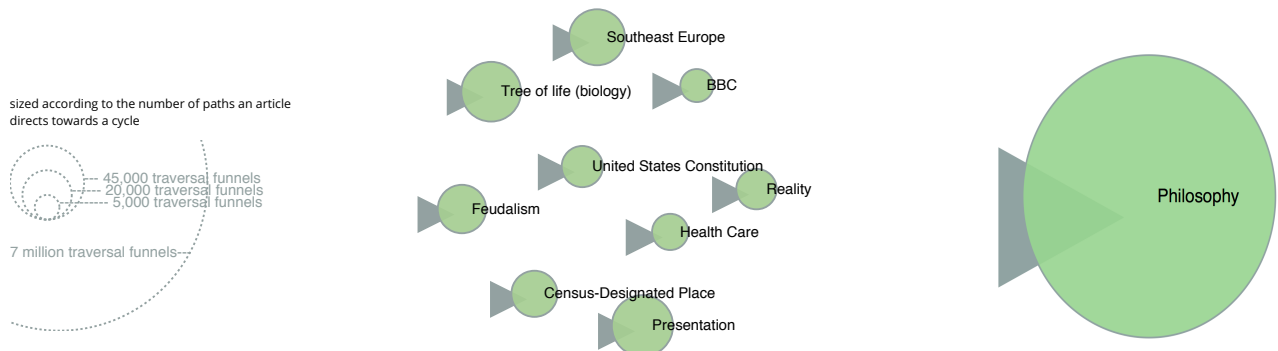 sized according to the number of paths an article
directs towards a cycle
45,000 traversal funnels
20,000 traversal funnels
5,000 traversal funnels
7 million traversal funnels
Southeast Europe
Tree of life (biology)
BBC
United States Constitution
Reality
Feudalism
Health Care
Census-Designated Place
Presentation
Philosophy